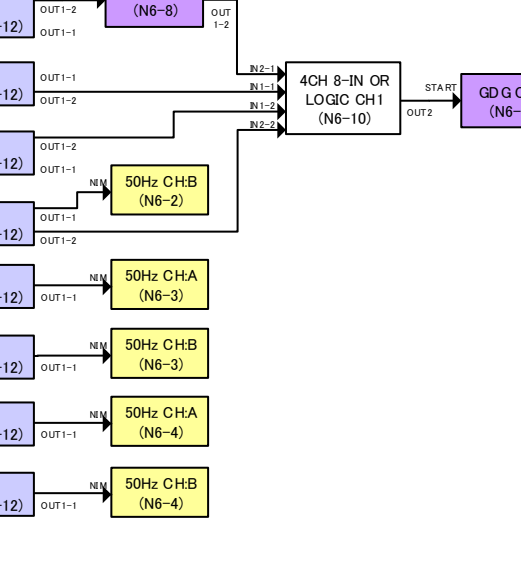 OUT1-2
-12)
OUT1-1
(N6-8)
OUT
1-2
OUT1-1
-12)
OUT1-2
IN2-1
IN1-1
IN1-2
IN2-2
4CH 8-IN OR
LOGIC CH1
(N6-10)
START
OUT2
GDG
(N6-
OUT1-2
-12)
OUT1-1
NIM
50Hz CH:B
(N6-2)
OUT1-1
-12)
OUT1-2
NIM
50Hz CH:A
(N6-3)
-12)
OUT1-1
NIM
50Hz CH:B
(N6-3)
-12)
OUT1-1
NIM
50Hz CH:A
(N6-4)
-12)
OUT1-1
NIM
50Hz CH:B
(N6-4)
-12)
OUT1-1